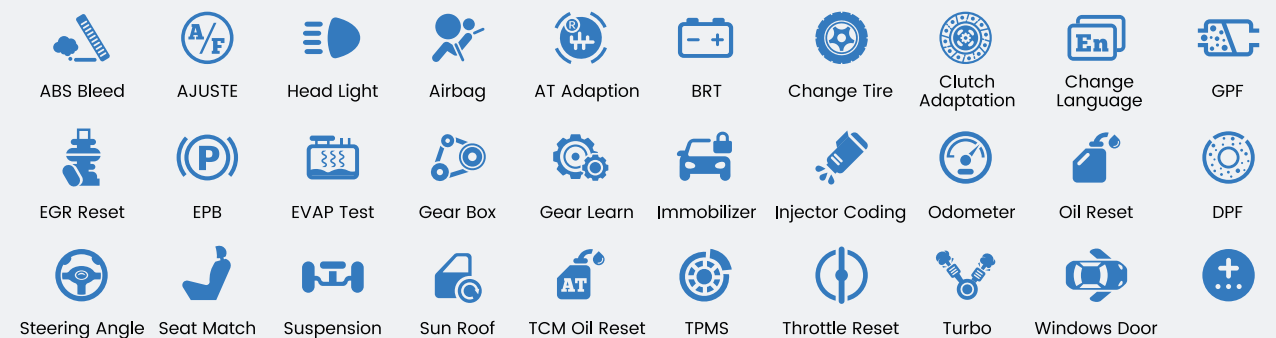 A/F
R
- +
En
ABS Bleed
AJUSTE
Head Light
Airbag
AT Adaption
BRT
Change Tire
Clutch
Adaptation
Change
Language
GPF
P
EGR Reset
EPB
EVAP Test
Gear Box
Gear Learn
Immobilizer
Injector Coding
Odometer
Oil Reset
DPF
AT
+
Steering Angle
Seat Match
Suspension
Sun Roof
TCM Oil Reset
TPMS
Throttle Reset
Turbo
Windows Door